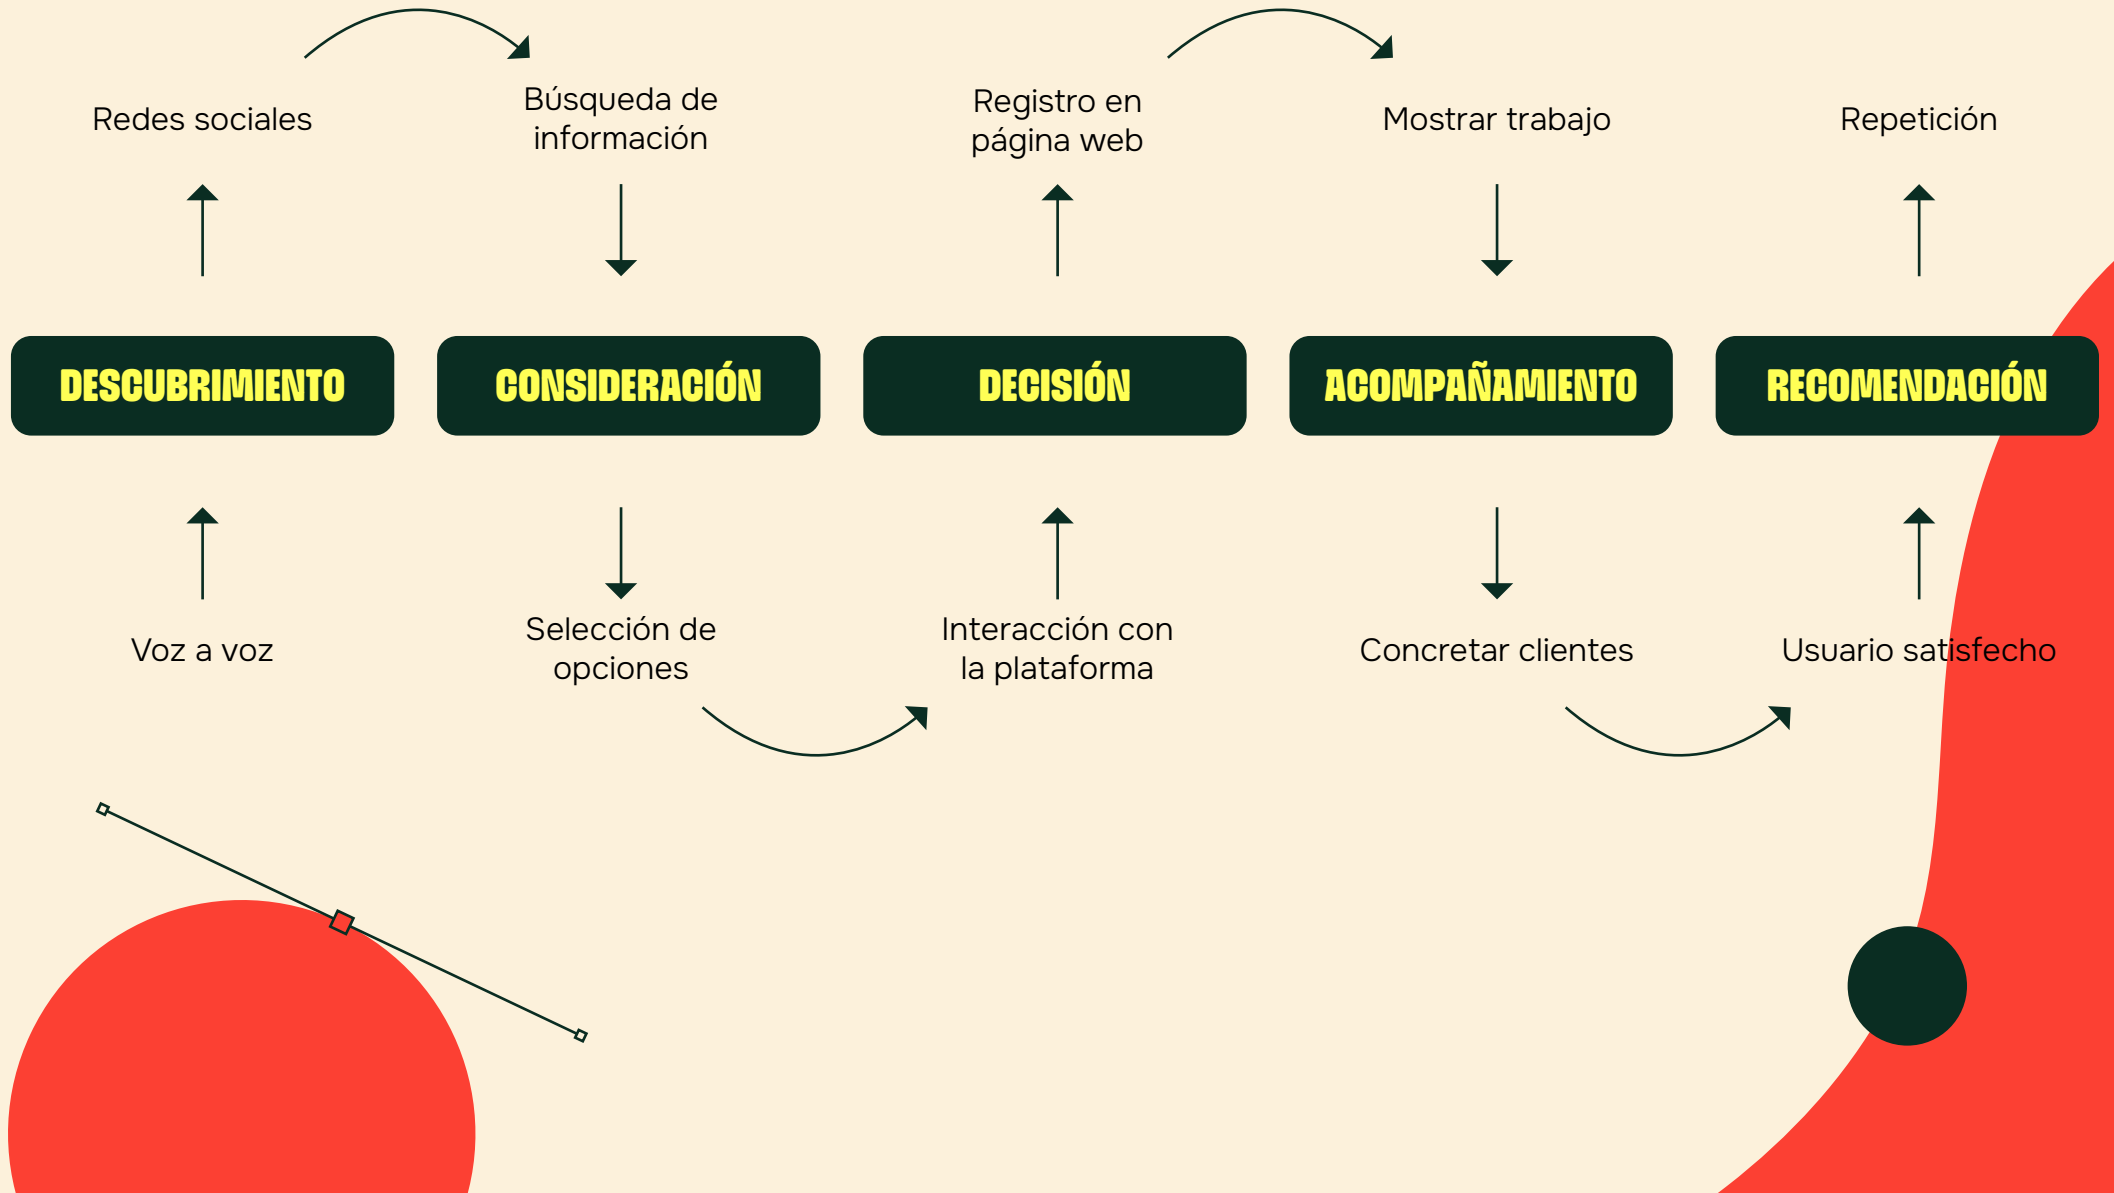 Redes sociales
Búsqueda de
información
Registro en
página web
Mostrar trabajo
Repetición
DESCUBRIMIENTO
CONSIDERACIÓN
DECISIÓN
ACOMPAÑAMIENTO
RECOMENDACIÓN
Voz a voz
Selección de
opciones
Interacción con
la plataforma
Concretar clientes
Usuario satisfecho